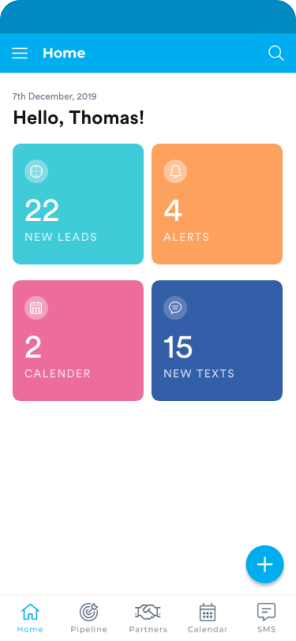 Home
7th December, 2019
Hello, Thomas!
22
NEW LEADS
4
ALERTS
2
CALENDER
15
NEW TEXTS
Home Pipeline Partners Calendar SMS